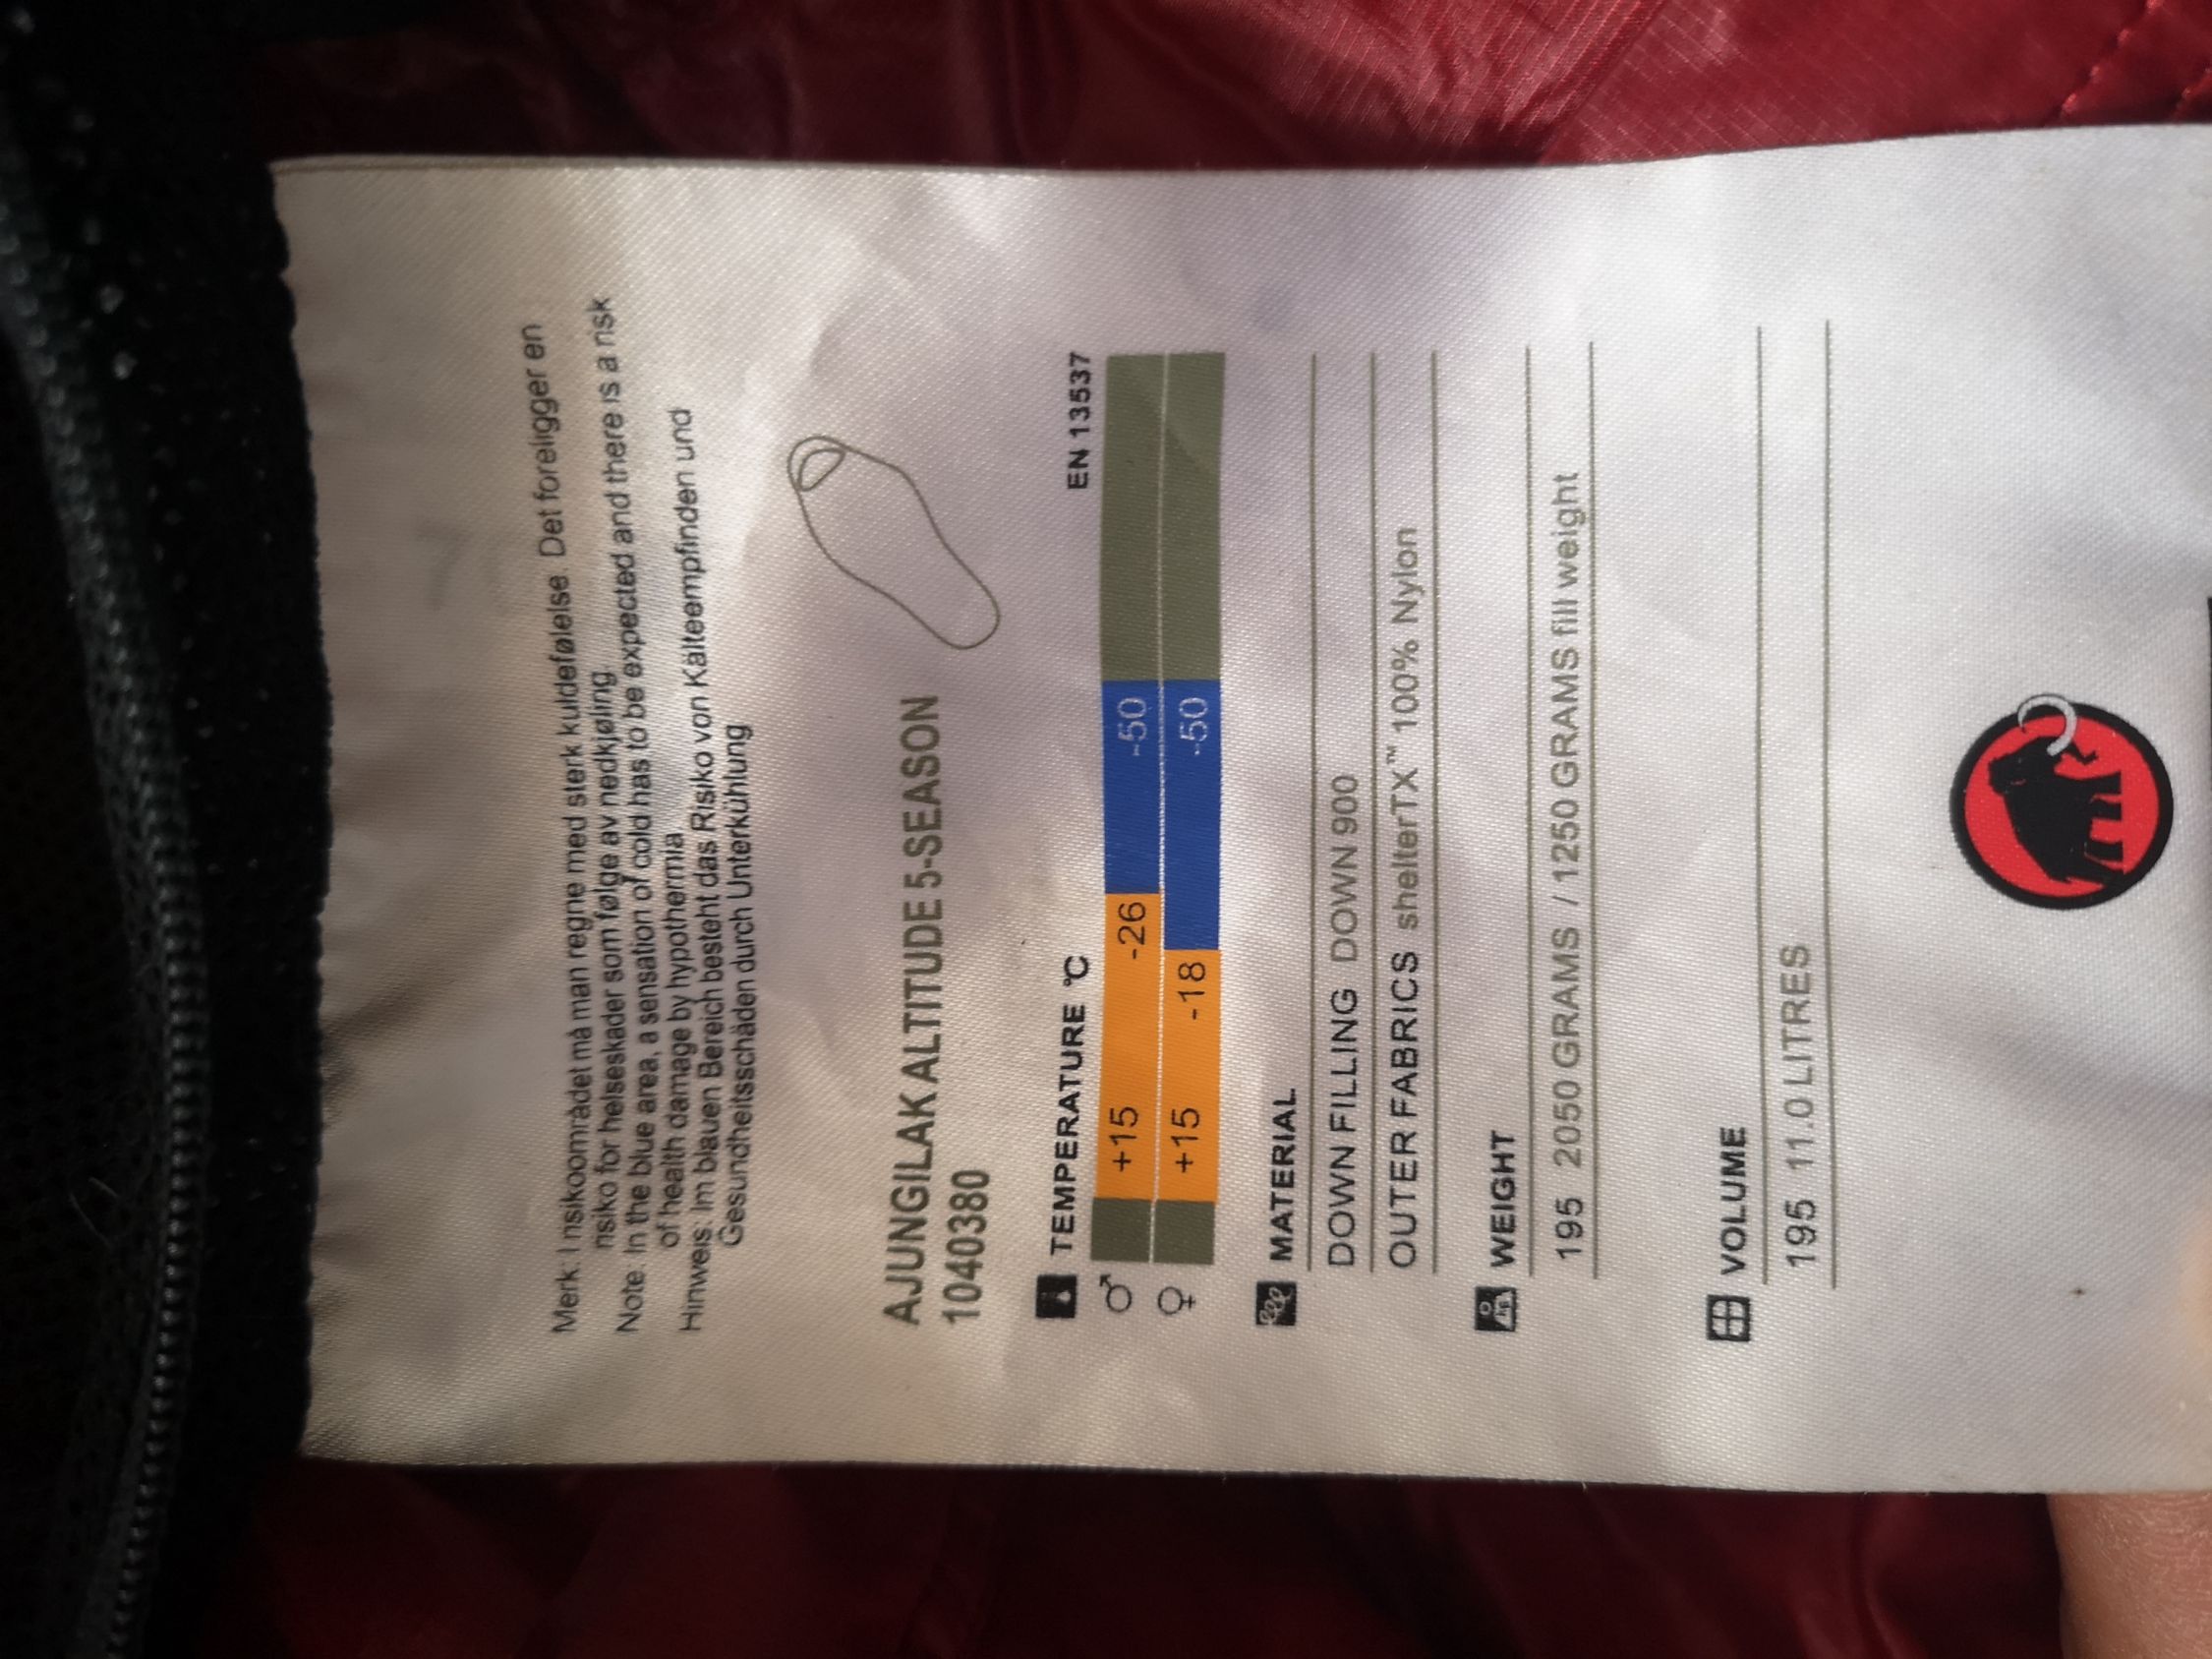 Merk: I risikoområdet må man regne med sterk kuldefølelse. Det foreligger en
risiko for helseskader som følge av nedkjøling
Note: In the blue area, a sensation of cold has to be expected and there is a risk
of health damage by hypothermia
Hinweis: Im blauen Bereich besteht das Risiko von Kälteempfinden und
Gesundheitsschäden durch Unterkühlung
AJUNGILAK ALTITUDE 5-SEASON
1040380
TEMPERATURE °C EN 13537
♂ +15 -26 -50
♀ +15 -18 -50
MATERIAL
DOWN FILLING DOWN 900
OUTER FABRICS shelterTX™ 100% Nylon
WEIGHT
195 2050 GRAMS / 1250 GRAMS fill weight
VOLUME
195 11.0 LITRES